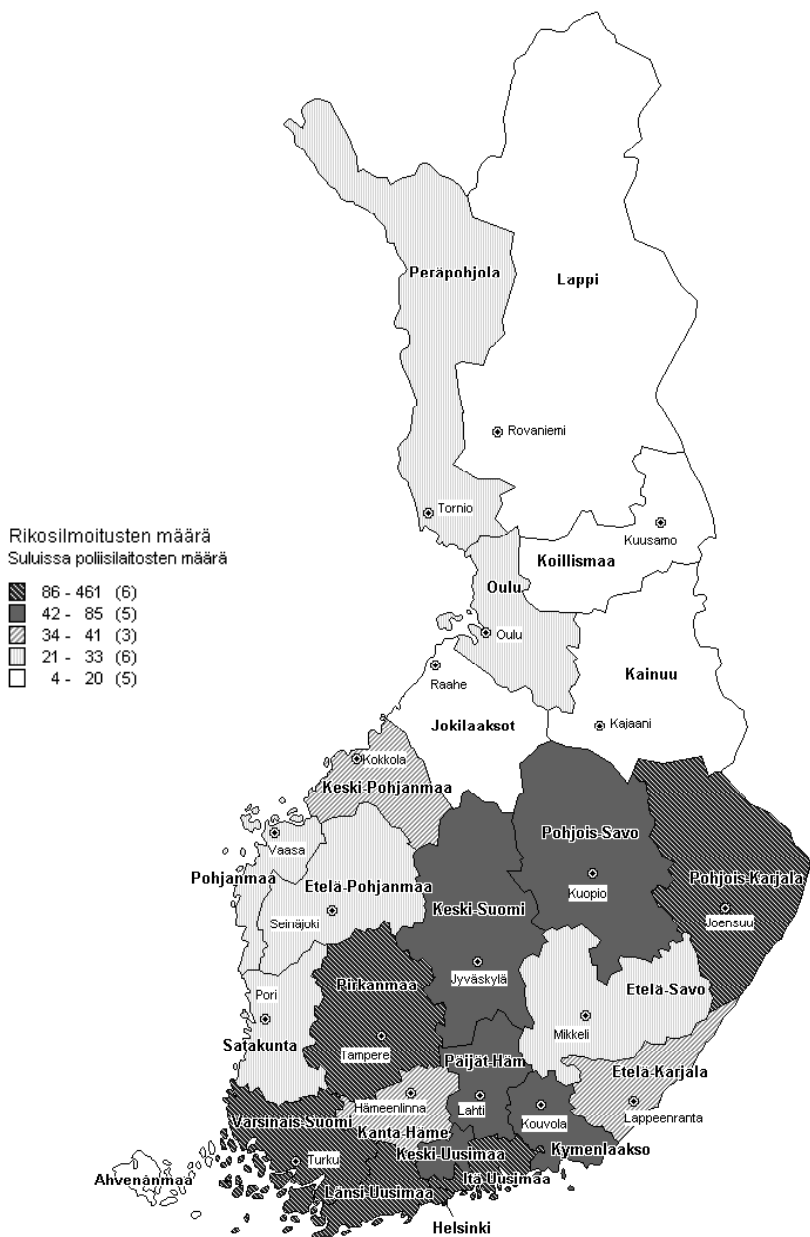 Peräpohjola
Lappi
Rovaniemi
Tornio
Kuusamo
Koillismaa
Rikosilmoitusten määrä
Suluissa poliisilaitosten määrä
86 - 461 (6)
42 - 85 (5)
34 - 41 (3)
21 - 33 (6)
4 - 20 (5)
Oulu
Oulu
Raahe
Kainuu
Jokilaaksot
Kajaani
Kokkola
Keski-Pohjanmaa
Pohjois-Savo
Vaasa
Pohjanmaa
Etelä-Pohjanmaa
Kuopio
Pohjois-Karjala
Keski-Suomi
Seinäjoki
Joensuu
Jyväskylä
Pirkanmaa
Pori
Etelä-Savo
Mikkeli
Satakunta
Tampere
Päijät-Häm
Etelä-Karjala
Hämeenlinna
Lahti
Kouvola
Lappeenranta
Varsinais-Suomi
Kanta-Häme
Keski-Uusimaa
Kymenlaakso
Turku
Ahvenanmaa
Itä-Uusimaa
Länsi-Uusimaa
Helsinki